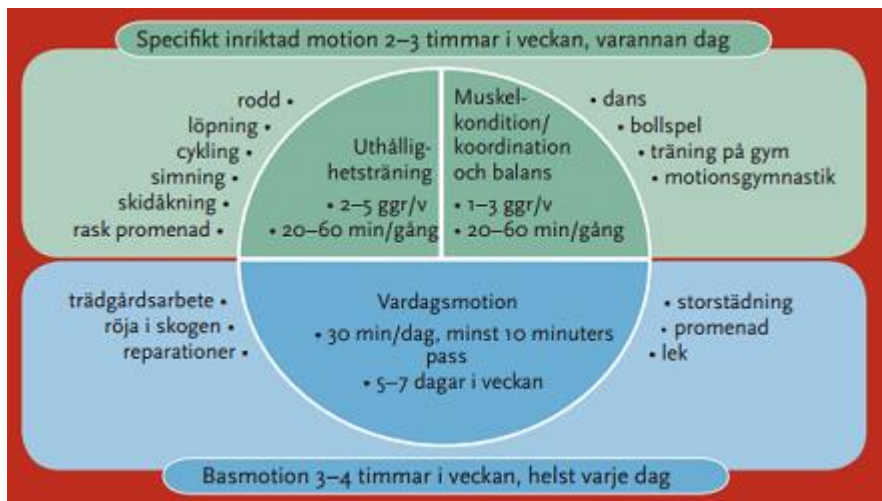 Specifikt inriktad motion 2–3 timmar i veckan, varannan dag
rodd •
löpning •
cykling •
simning •
skidåkning •
rask promenad •
Uthållig-
hetsträning
• 2–5 ggr/v
• 20–60 min/gång
Muskel-
kondition/
koordination
och balans
• 1–3 ggr/v
• 20–60 min/gång
• dans
• bollspel
• träning på gym
• motionsgymnastik
trädgårdsarbete •
röja i skogen •
reparationer •
Vardagsmotion
• 30 min/dag, minst 10 minuters
pass
• 5–7 dagar i veckan
• storstädning
• promenad
• lek
Basmotion 3–4 timmar i veckan, helst varje dag